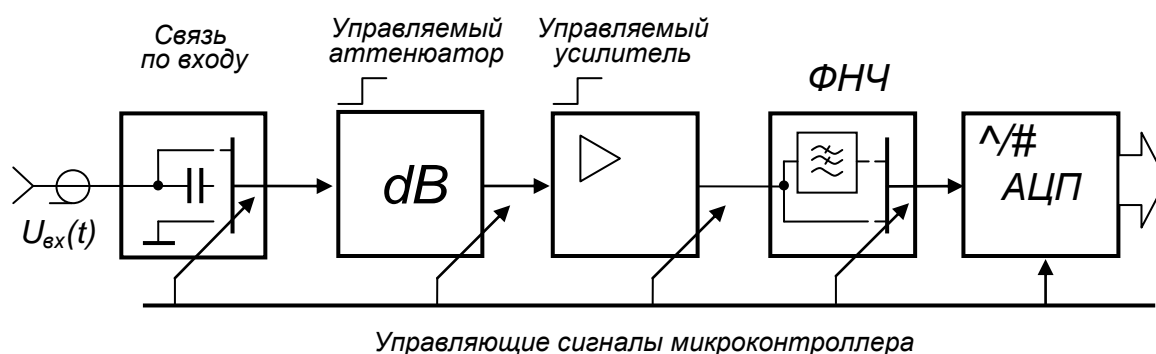 Связь
по входу
Управляемый
аттенюатор
Управляемый
усилитель
ФНЧ
Uвх(t)
dB
^/#
АЦП
Управляющие сигналы микроконтроллера